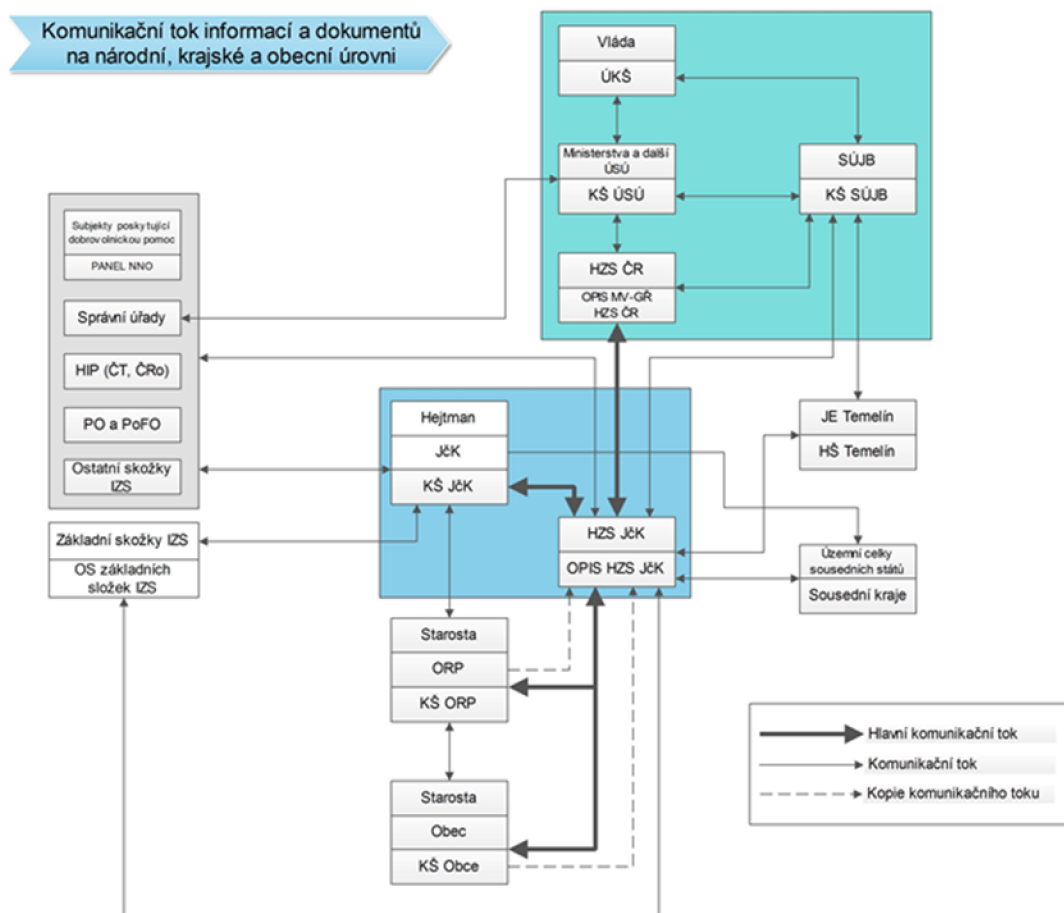 Komunikační tok informací a dokumentů
na národní, krajské a obecní úrovni
Vláda
ÚKŠ
Ministerstva a další
ÚSÚ
KŠ ÚSÚ
SÚJB
KŠ SÚJB
HZS ČR
OPIS MV-GŘ
HZS ČR
Subjekty poskytující
dobrovolnickou pomoc
PANEL NNO
Správní úřady
HIP (ČT, ČRo)
PO a PoFO
Ostatní skožky
IZS
Základní skožky IZS
OS základních
složek IZS
Hejtman
JčK
KŠ JčK
HZS JčK
OPIS HZS JčK
JE Temelín
HŠ Temelín
Územní celky
sousedních států
Sousední kraje
Starosta
ORP
KŠ ORP
Starosta
Obec
KŠ Obce
Hlavní komunikační tok
Komunikační tok
Kopie komunikačního toku